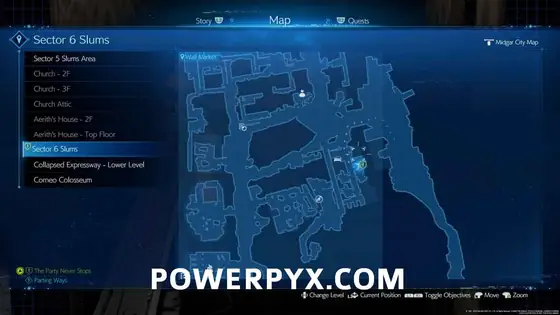 Story Map Quests
Sector 6 Slums
Midgar City Map
Wall Market
Sector 5 Slums Area
Church - 2F
Church - 3F
Church Attic
Aerith's House - 2F
Aerith's House - Top Floor
Sector 6 Slums
Collapsed Expressway - Lower Level
Corneo Colosseum
The Party Never Stops
Parting Ways
POWERPYX.COM
Change Level Current Position Toggle Objectives Move Zoom